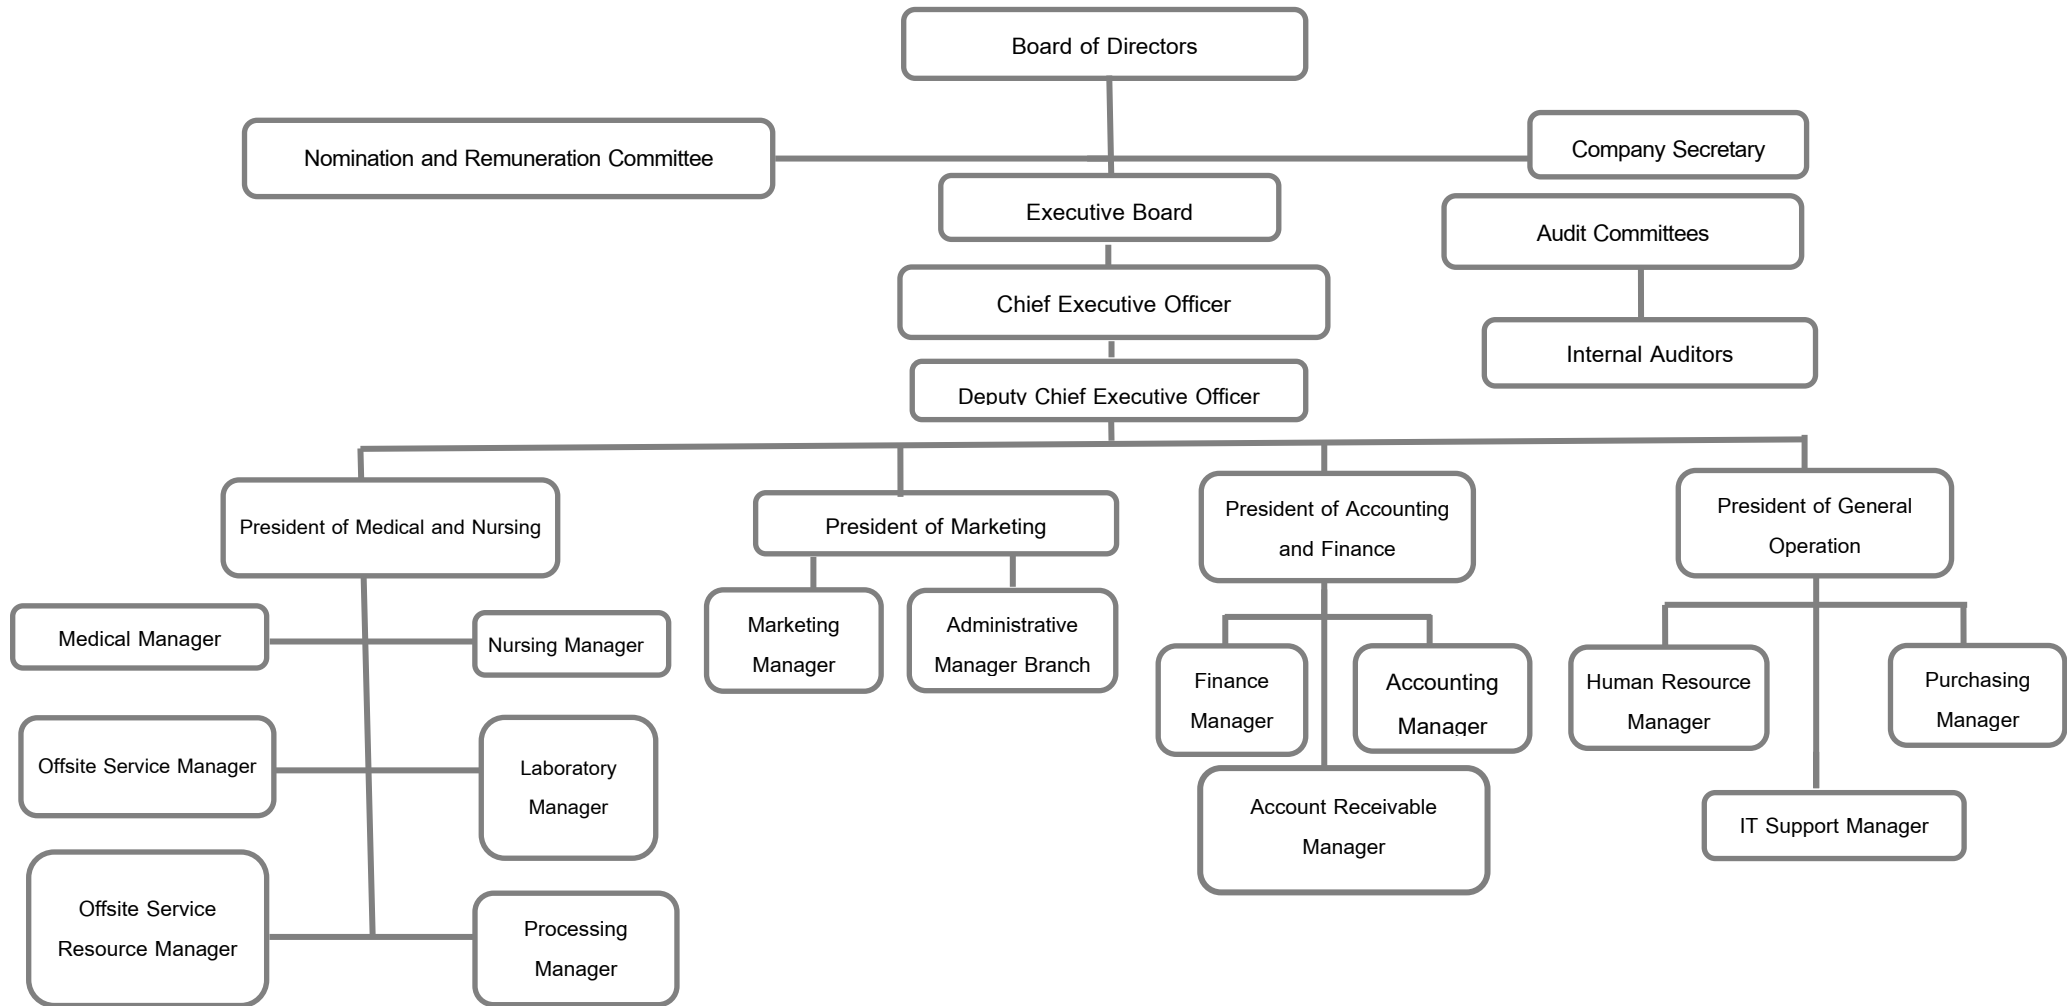 Board of Directors
Nomination and Remuneration Committee
Company Secretary
Executive Board
Audit Committees
Chief Executive Officer
Internal Auditors
Deputy Chief Executive Officer
President of Medical and Nursing
President of Marketing
President of Accounting
and Finance
President of General
Operation
Medical Manager
Nursing Manager
Marketing
Manager
Administrative
Manager Branch
Finance
Manager
Accounting
Manager
Human Resource
Manager
Purchasing
Manager
Offsite Service Manager
Laboratory
Manager
Account Receivable
Manager
IT Support Manager
Offsite Service
Resource Manager
Processing
Manager